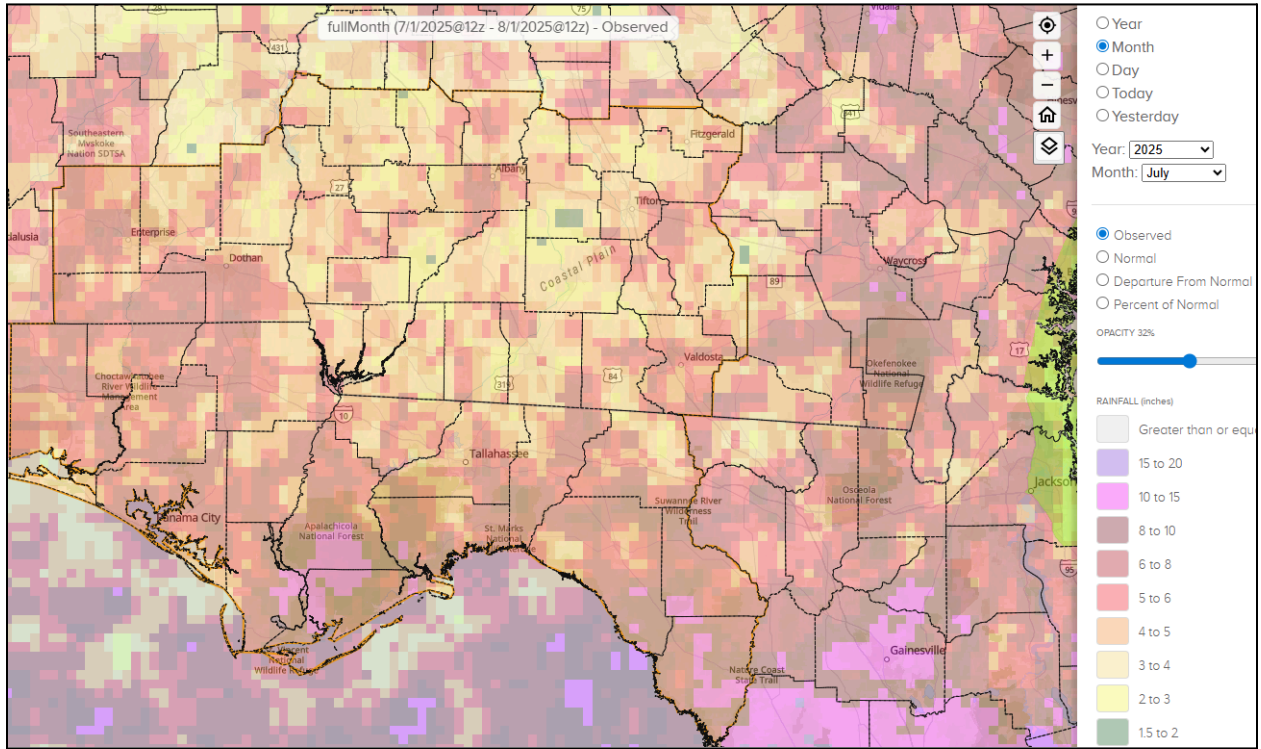 fullMonth (7/1/2025@12z - 8/1/2025@12z) - Observed
75
Vidalia
431
441
Southeastern
Mvskoke
Nation SDTSA
Fitzgerald
Albany
27
Tifton
Enterprise
Dothan
Coastal Plain
Waycross
89
Valdosta
Okefenokee
National
Wildlife Refuge
17
Choctawhatchee
River Wildlife
Management
Area
319
84
10
Tallahassee
Suwannee River
Wilderness
Trail
Osceola
National Forest
Jackson
Panama City
Apalachicola
National Forest
St. Marks
National
95
Gainesville
Vincent
National
Wildlife Refuge
Nature Coast
State Trail
+
−
Year
Month
Day
Today
Yesterday
Year: 2025
Month: July
Observed
Normal
Departure From Normal
Percent of Normal
OPACITY 32%
RAINFALL (inches)
Greater than or equ
15 to 20
10 to 15
8 to 10
6 to 8
5 to 6
4 to 5
3 to 4
2 to 3
1.5 to 2